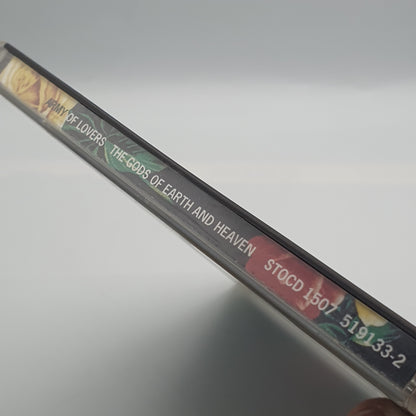 ARMY OF LOVERS THE GODS OF EARTH AND HEAVEN STOCD 1507 519133-2